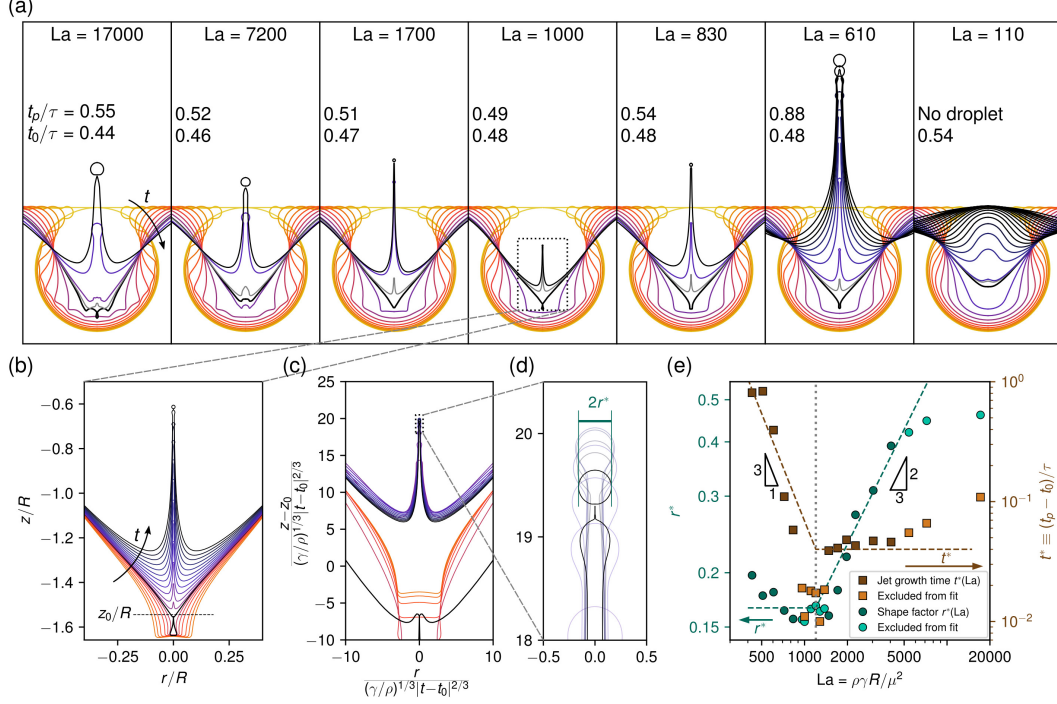 (a)
La = 17000
La = 7200
La = 1700
La = 1000
La = 830
La = 610
La = 110
t_p/τ = 0.55
t_0/τ = 0.44
0.52
0.46
0.51
0.47
0.49
0.48
0.54
0.48
0.88
0.48
No droplet
0.54
t
(b)
−0.6
−0.8
−1.0
−1.2
−1.4
−1.6
z/R
t
z_0/R
−0.25
0.00
0.25
r/R
(c)
25
20
15
10
5
0
−5
−10
z−z_0
(γ/ρ)^{1/3}|t−t_0|^{2/3}
−10
0
10
r
(γ/ρ)^{1/3}|t−t_0|^{2/3}
(d)
2r*
20
19
18
−0.5
0.0
0.5
(e)
0.5
0.4
0.3
0.2
0.15
r*
3
1
2
3
t*
r*
Jet growth time t*(La)
Excluded from fit
Shape factor r*(La)
Excluded from fit
10^0
10^{−1}
10^{−2}
t* ≡ (t_p − t_0)/τ
500
1000
2000
5000
20000
La = ργR/μ^2